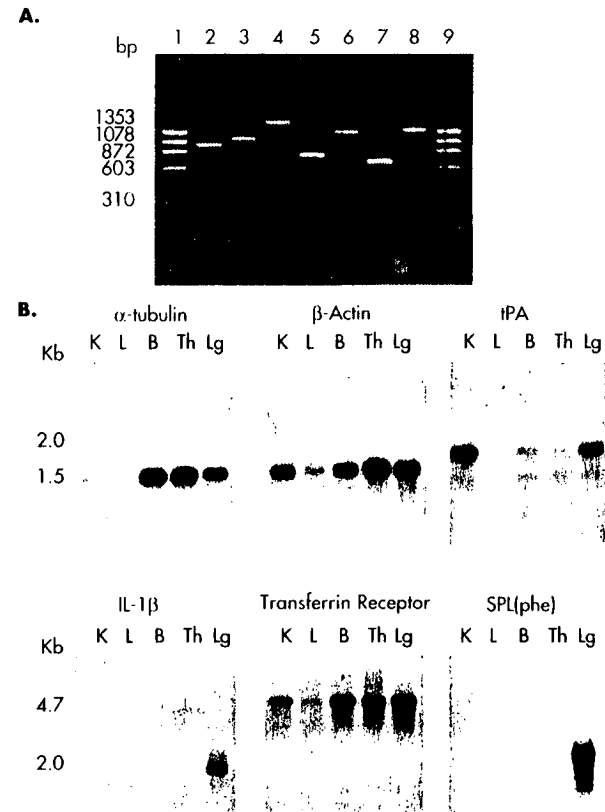 A.
bp 1 2 3 4 5 6 7 8 9
1353
1078
872
603
310
B.
α-tubulin β-Actin tPA
Kb K L B Th Lg K L B Th Lg K L B Th Lg
2.0
1.5
IL-1β Transferrin Receptor SPL(phe)
Kb K L B Th Lg K L B Th Lg K L B Th Lg
4.7
2.0